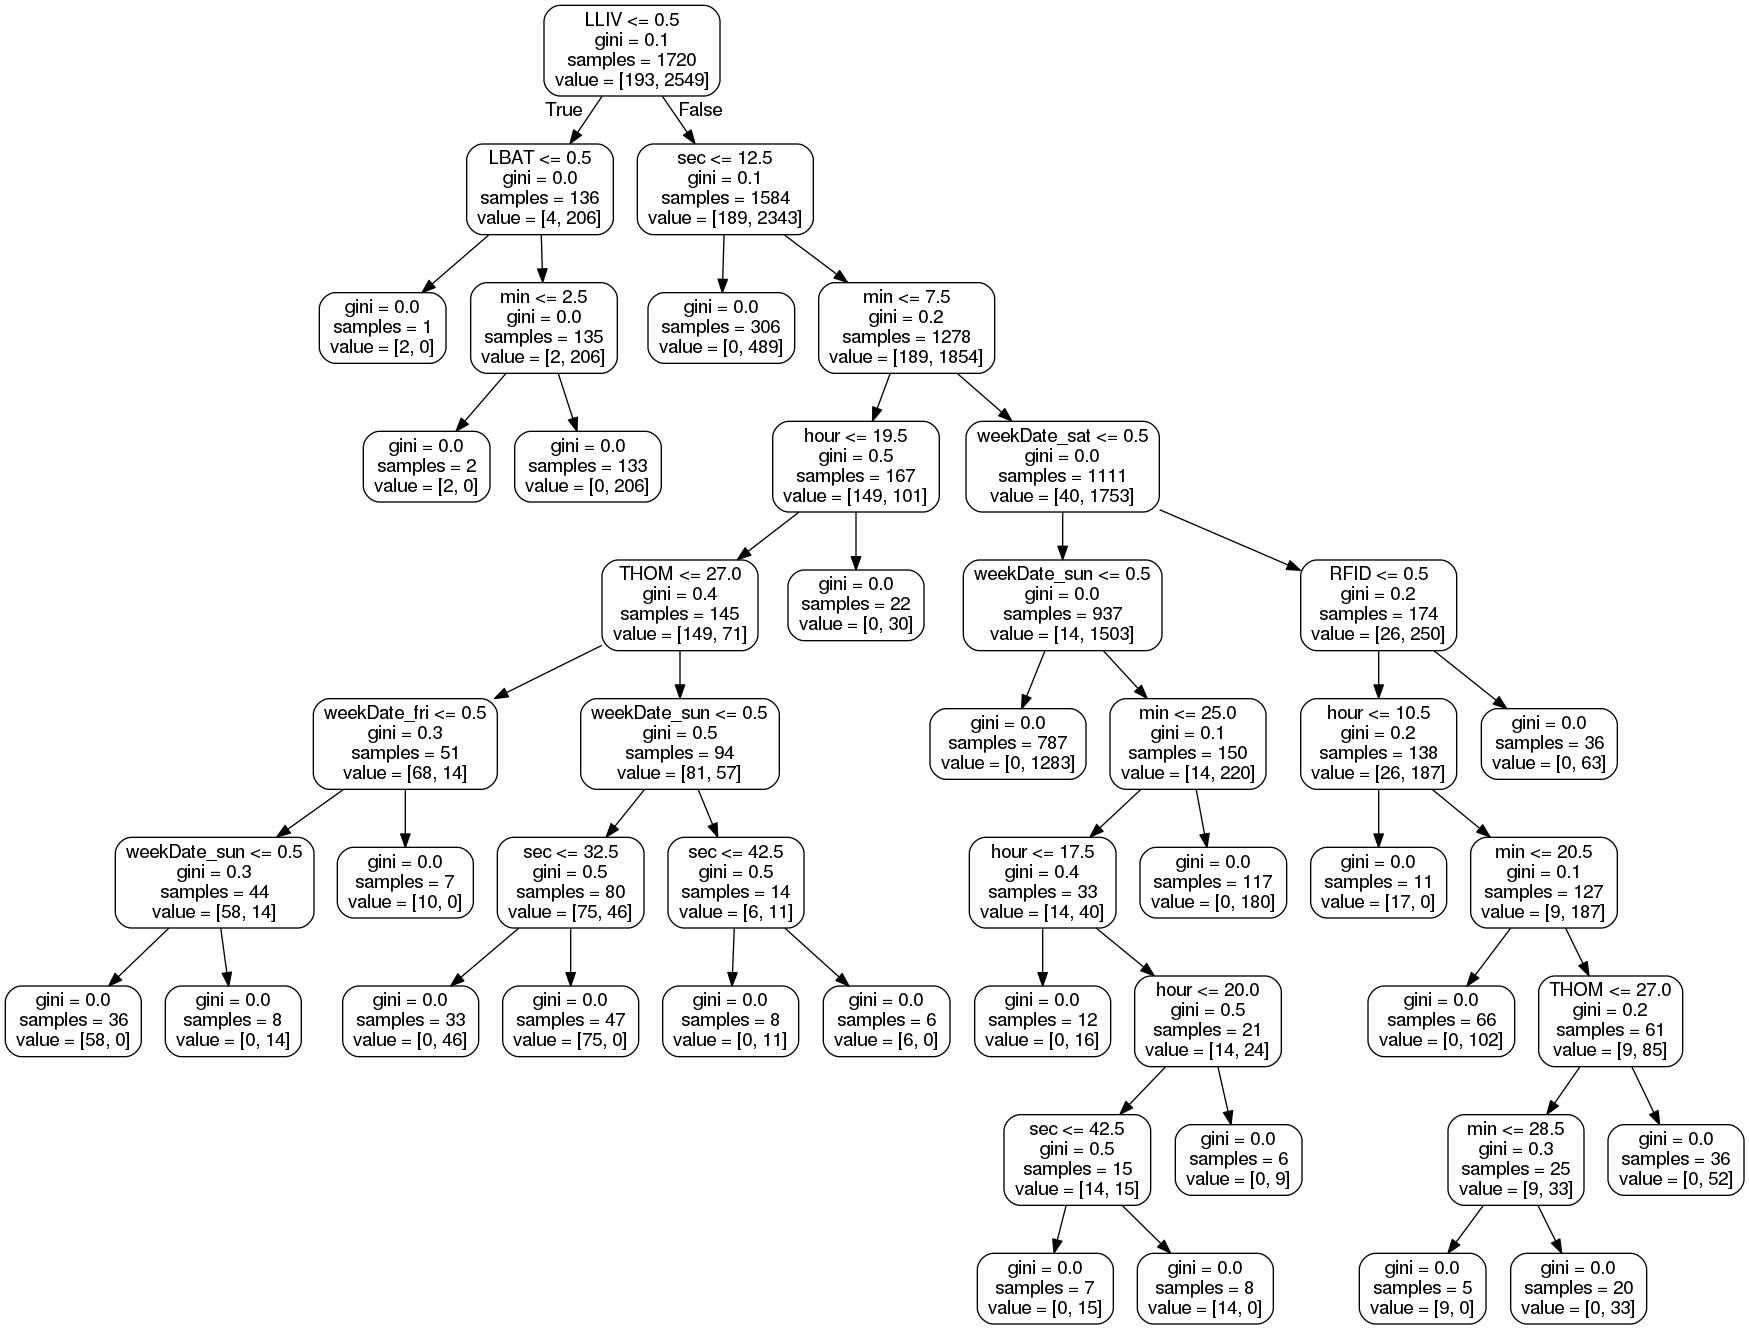 LLIV <= 0.5
gini = 0.1
samples = 1720
value = [193, 2549]
True
False
LBAT <= 0.5
gini = 0.0
samples = 136
value = [4, 206]
sec <= 12.5
gini = 0.1
samples = 1584
value = [189, 2343]
gini = 0.0
samples = 1
value = [2, 0]
min <= 2.5
gini = 0.0
samples = 135
value = [2, 206]
gini = 0.0
samples = 306
value = [0, 489]
min <= 7.5
gini = 0.2
samples = 1278
value = [189, 1854]
gini = 0.0
samples = 2
value = [2, 0]
gini = 0.0
samples = 133
value = [0, 206]
hour <= 19.5
gini = 0.5
samples = 167
value = [149, 101]
weekDate_sat <= 0.5
gini = 0.0
samples = 1111
value = [40, 1753]
THOM <= 27.0
gini = 0.4
samples = 145
value = [149, 71]
gini = 0.0
samples = 22
value = [0, 30]
weekDate_sun <= 0.5
gini = 0.0
samples = 937
value = [14, 1503]
RFID <= 0.5
gini = 0.2
samples = 174
value = [26, 250]
weekDate_fri <= 0.5
gini = 0.3
samples = 51
value = [68, 14]
weekDate_sun <= 0.5
gini = 0.5
samples = 94
value = [81, 57]
gini = 0.0
samples = 787
value = [0, 1283]
min <= 25.0
gini = 0.1
samples = 150
value = [14, 220]
hour <= 10.5
gini = 0.2
samples = 138
value = [26, 187]
gini = 0.0
samples = 36
value = [0, 63]
weekDate_sun <= 0.5
gini = 0.3
samples = 44
value = [58, 14]
gini = 0.0
samples = 7
value = [10, 0]
sec <= 32.5
gini = 0.5
samples = 80
value = [75, 46]
sec <= 42.5
gini = 0.5
samples = 14
value = [6, 11]
hour <= 17.5
gini = 0.4
samples = 33
value = [14, 40]
gini = 0.0
samples = 117
value = [0, 180]
gini = 0.0
samples = 11
value = [17, 0]
min <= 20.5
gini = 0.1
samples = 127
value = [9, 187]
gini = 0.0
samples = 36
value = [58, 0]
gini = 0.0
samples = 8
value = [0, 14]
gini = 0.0
samples = 33
value = [0, 46]
gini = 0.0
samples = 47
value = [75, 0]
gini = 0.0
samples = 8
value = [0, 11]
gini = 0.0
samples = 6
value = [6, 0]
gini = 0.0
samples = 12
value = [0, 16]
hour <= 20.0
gini = 0.5
samples = 21
value = [14, 24]
gini = 0.0
samples = 66
value = [0, 102]
THOM <= 27.0
gini = 0.2
samples = 61
value = [9, 85]
sec <= 42.5
gini = 0.5
samples = 15
value = [14, 15]
gini = 0.0
samples = 6
value = [0, 9]
min <= 28.5
gini = 0.3
samples = 25
value = [9, 33]
gini = 0.0
samples = 36
value = [0, 52]
gini = 0.0
samples = 7
value = [0, 15]
gini = 0.0
samples = 8
value = [14, 0]
gini = 0.0
samples = 5
value = [9, 0]
gini = 0.0
samples = 20
value = [0, 33]